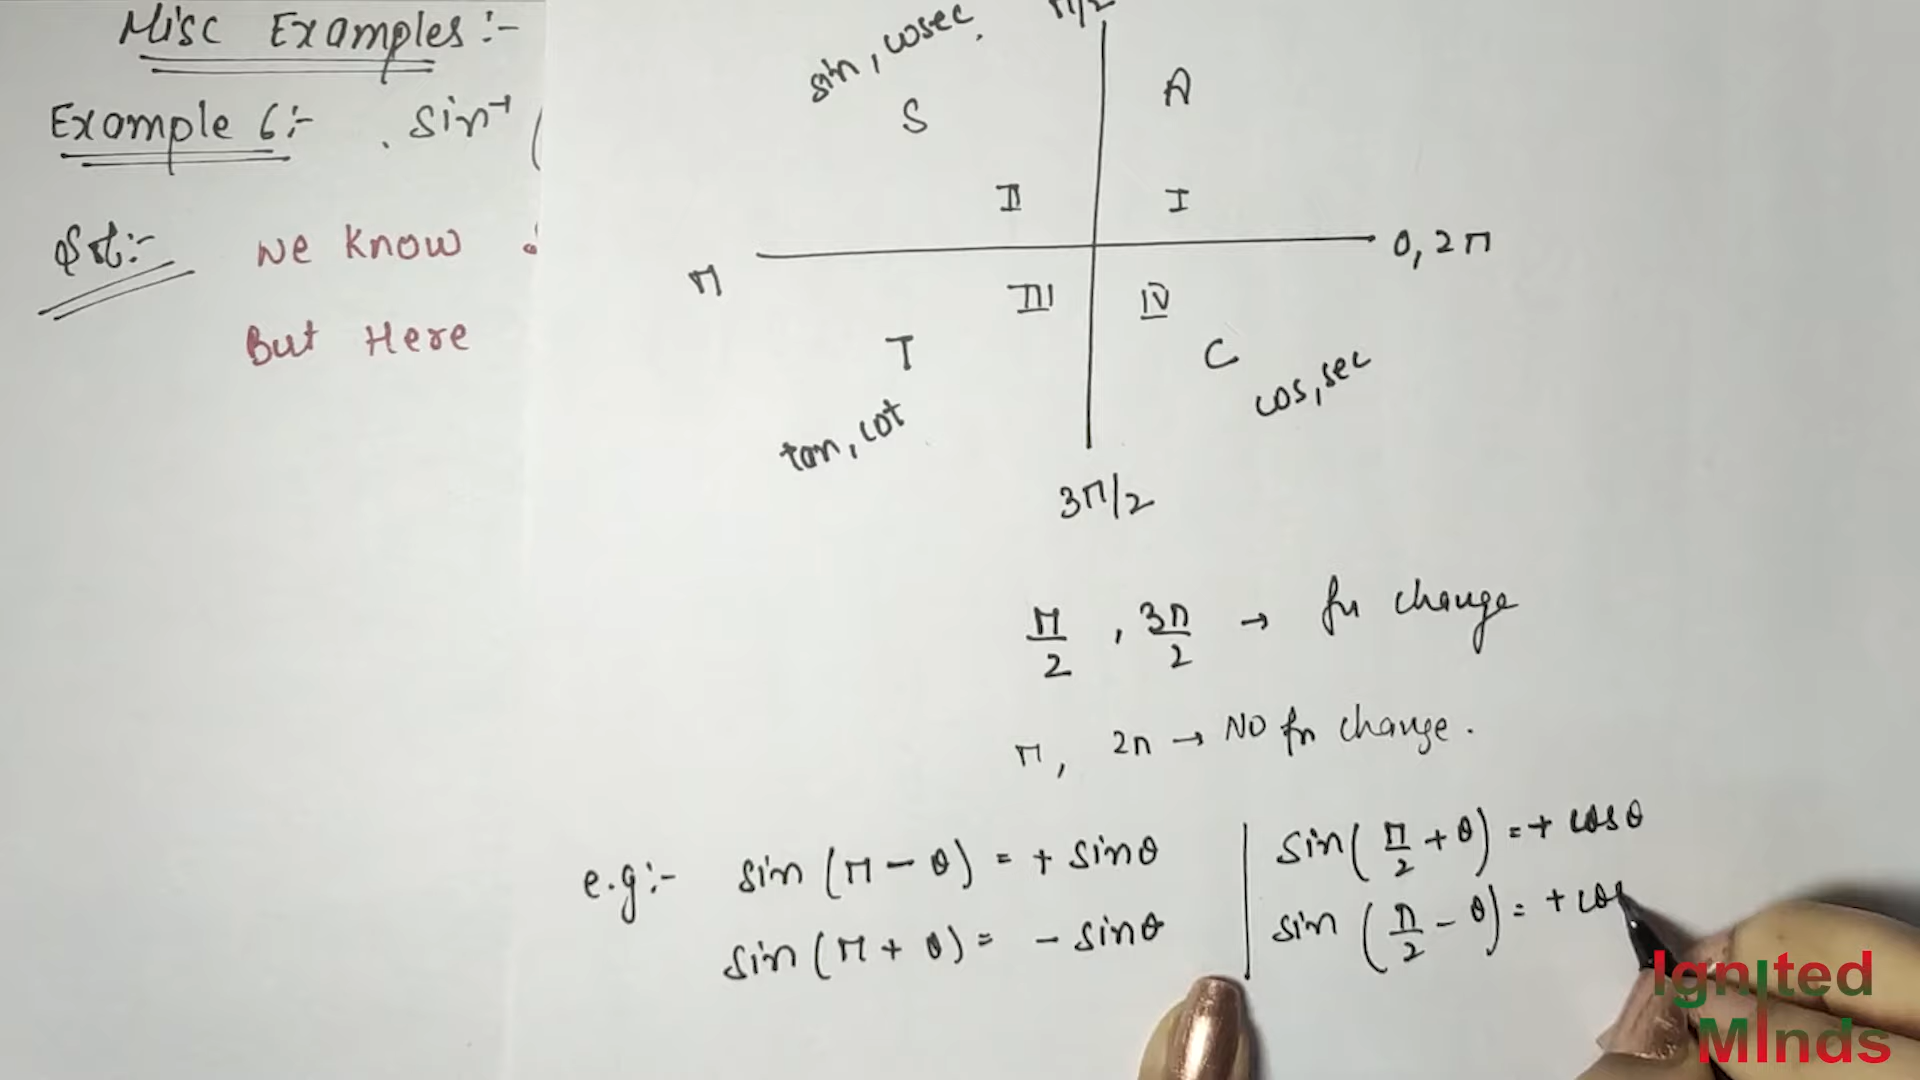 Misc Examples :-
Example 6 :- . Sin⁻¹ (
We Know
But Here
π/2
sin, cosec.
S
A
II
I
π
0, 2π
III
IV
T
C
tan, cot
cos, sec
3π/2
π/2 , 3π/2 → fn change
π, 2π → NO fn change.
e.g :- sin (π - θ) = + sinθ
sin (π + θ) = - sinθ
sin (π/2 + θ) = + cosθ
sin (π/2 - θ) = + cos
Ignited
Minds